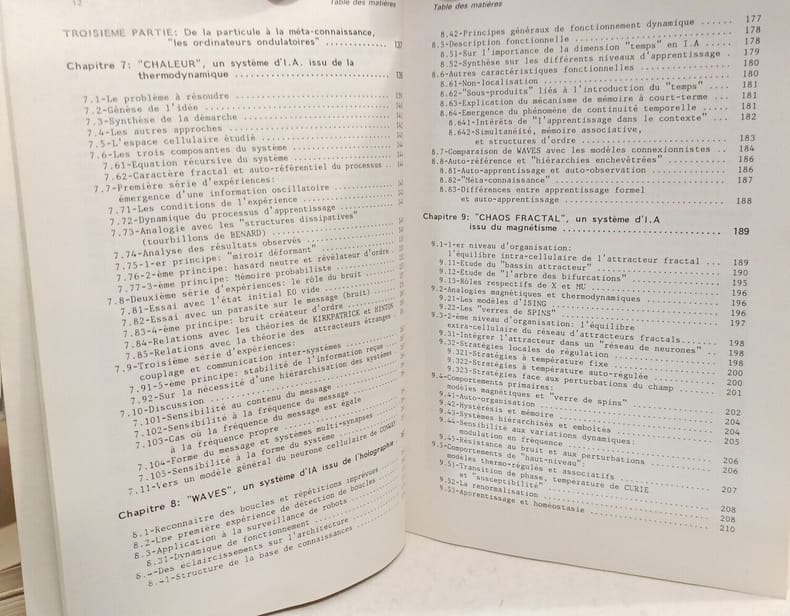 12
Table des matières
TROISIEME PARTIE: De la particule à la méta-connaissance,
"les ordinateurs ondulatoires"
Chapitre 7: "CHALEUR", un système d'I.A. issu de la
thermodynamique
7.1-Le problème à résoudre
7.2-Génèse de l'idée
7.3-Synthèse de la démarche
7.4-Les autres approches
7.5-L'espace cellulaire étudié
7.6-Les trois composantes du système
7.61-Equation récursive du système
7.62-Caractère fractal et auto-référentiel du processus
7.7-Première série d'expériences:
émergence d'une information oscillatoire
7.71-Les conditions de l'expérience
7.72-Dynamique du processus d'apprentissage
7.73-Analogie avec les "structures dissipatives"
(tourbillons de BENARD)
7.74-Analyse des résultats observés
7.75-1-er principe: "miroir déformant"
7.76-2-ème principe: hasard neutre et révélateur d'ordre
7.77-3-ème principe: Mémoire probabiliste
7.8-Deuxième série d'expériences: le rôle du bruit
7.81-Essai avec l'état initial E0 vide
7.82-Essai avec un parasite sur le message (bruit)
7.83-4-ème principe: bruit créateur d'ordre
7.84-Relations avec les théories de KIRKPATRICK et HINTON
7.85-Relations avec la théorie des attracteurs étranges
7.9-Troisième série d'expériences:
couplage et communication inter-systèmes
7.91-5-ème principe: stabilité de l'information reçue
7.92-Sur la nécessité d'une hiérarchisation des systèmes
7.10-Discussion
7.101-Sensibilité au contenu du message
7.102-Sensibilité à la fréquence du message
7.103-Cas où la fréquence du message est égale
à la fréquence propre
7.104-Forme du message et systèmes multi-synapses
7.105-Sensibilité à la forme du système
7.11-Vers un modèle général du neurone cellulaire de CONWAY
Chapitre 8: "WAVES", un système d'IA issu de l'holographie
8.1-Reconnaître des boucles et répétitions imprévues
8.2-Une première expérience de détection de boucles
8.3-Application à la surveillance de robots
8.31-Dynamique de fonctionnement
8.4-Des éclaircissements sur l'architecture
8.41-Structure de la base de connaissances
Table des matières
8.42-Principes généraux de fonctionnement dynamique ...... 177
8.5-Description fonctionnelle ...... 178
8.51-Sur l'importance de la dimension "temps" en I.A ...... 178
8.52-Synthèse sur les différents niveaux d'apprentissage . 179
8.6-Autres caractéristiques fonctionnelles ...... 180
8.61-Non-localisation ...... 180
8.62-"Sous-produits" liés à l'introduction du "temps" ...... 181
8.63-Explication du mécanisme de mémoire à court-terme ... 181
8.64-Emergence du phénomène de continuité temporelle ...... 181
8.641-Intérêts de "l'apprentissage dans le contexte" ... 182
8.642-Simultanéité, mémoire associative,
et structures d'ordre ...... 183
8.7-Comparaison de WAVES avec les modèles connexionnistes .. 184
8.8-Auto-référence et "hiérarchies enchevêtrées" ...... 186
8.81-Auto-apprentissage et auto-observation ...... 186
8.82-"Méta-connaissance" ...... 187
8.83-Différences entre apprentissage formel
et auto-apprentissage ...... 188
Chapitre 9: "CHAOS FRACTAL", un système d'I.A
issu du magnétisme ...... 189
9.1-1-er niveau d'organisation:
l'équilibre intra-cellulaire de l'attracteur fractal ... 189
9.11-Etude du "bassin attracteur" ...... 190
9.12-Etude de "l'arbre des bifurcations" ...... 195
9.13-Rôles respectifs de X et MU ...... 196
9.2-Analogies magnétiques et thermodynamiques ...... 196
9.21-Les modèles d'ISING ...... 196
9.22-Les "verres de SPINS" ...... 197
9.3-2-ème niveau d'organisation: l'équilibre
extra-cellulaire du réseau d'attracteurs fractals ...... 198
9.31-Intégrer l'attracteur dans un "réseau de neurones" .. 198
9.32-Stratégies locales de régulation ...... 198
9.321-Stratégies à température fixe ...... 200
9.322-Stratégies à température auto-régulée ...... 200
9.323-Stratégies face aux perturbations du champ ...... 201
9.4-Comportements primaires:
modèles magnétiques et "verre de spins" ...... 202
9.41-Auto-organisation ...... 204
9.42-Hystérésis et mémoire ...... 204
9.43-Systèmes hiérarchisés et emboités ...... 205
9.44-Sensibilité aux variations dynamiques:
modulation en fréquence ...... 206
9.45-Résistance au bruit et aux perturbations ...... 206
9.5-Comportements de "haut-niveau":
modèles thermo-régulés et associatifs ...... 207
9.51-Transition de phase, température de CURIE
et "susceptibilité" ...... 208
9.52-La renormalisation ...... 208
9.53-Apprentissage et homéostasie ...... 210